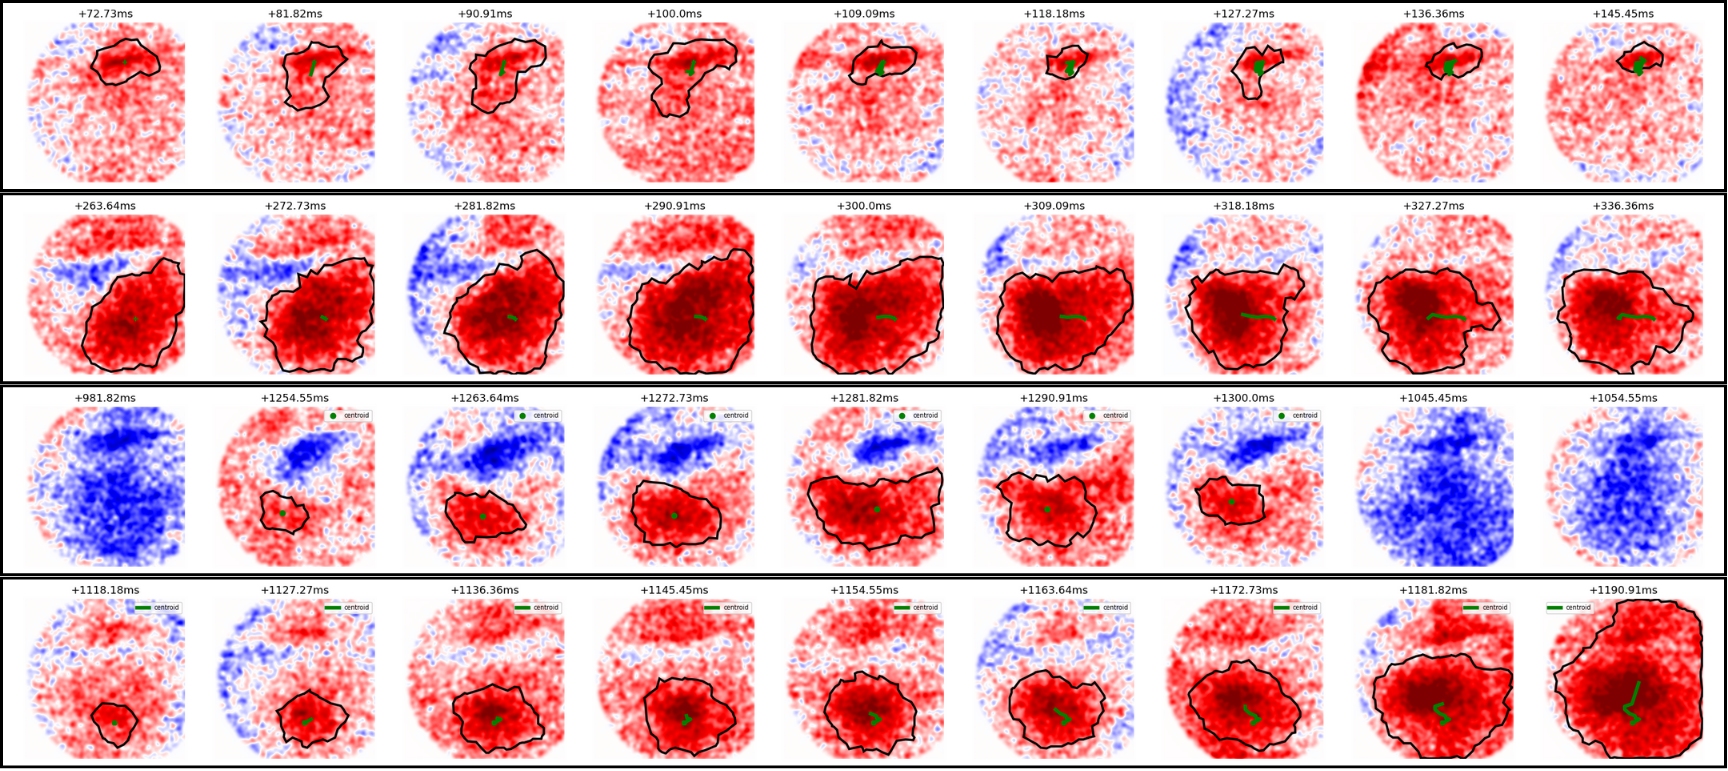 +72.73ms +81.82ms +90.91ms +100.0ms +109.09ms +118.18ms +127.27ms +136.36ms +145.45ms
+263.64ms +272.73ms +281.82ms +290.91ms +300.0ms +309.09ms +318.18ms +327.27ms +336.36ms
+981.82ms +1254.55ms +1263.64ms +1272.73ms +1281.82ms +1290.91ms +1300.0ms +1045.45ms +1054.55ms
centroid centroid centroid centroid centroid centroid
+1118.18ms +1127.27ms +1136.36ms +1145.45ms +1154.55ms +1163.64ms +1172.73ms +1181.82ms +1190.91ms
centroid centroid centroid centroid centroid centroid centroid centroid centroid